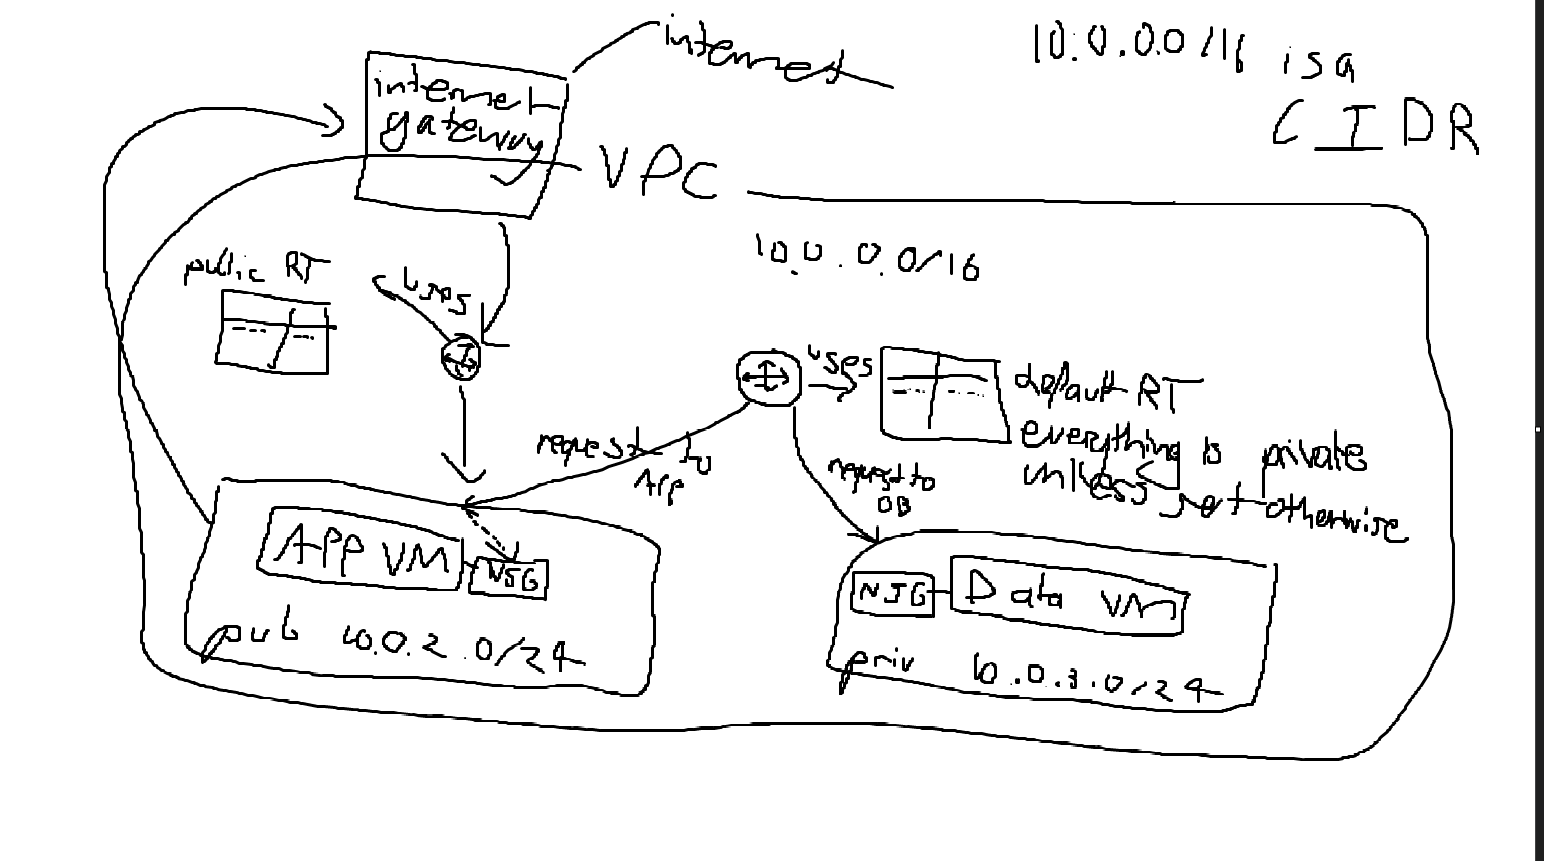 internet
10.0.0.0/16 is a
CIDR
internet
gateway
VPC
10.0.0.0/16
public RT
uses
uses
default RT
everything is private
unless set otherwise
request to
App
request to
DB
APP VM
NSG
pub 10.0.2.0/24
NSG
Data VM
priv 10.0.3.0/24